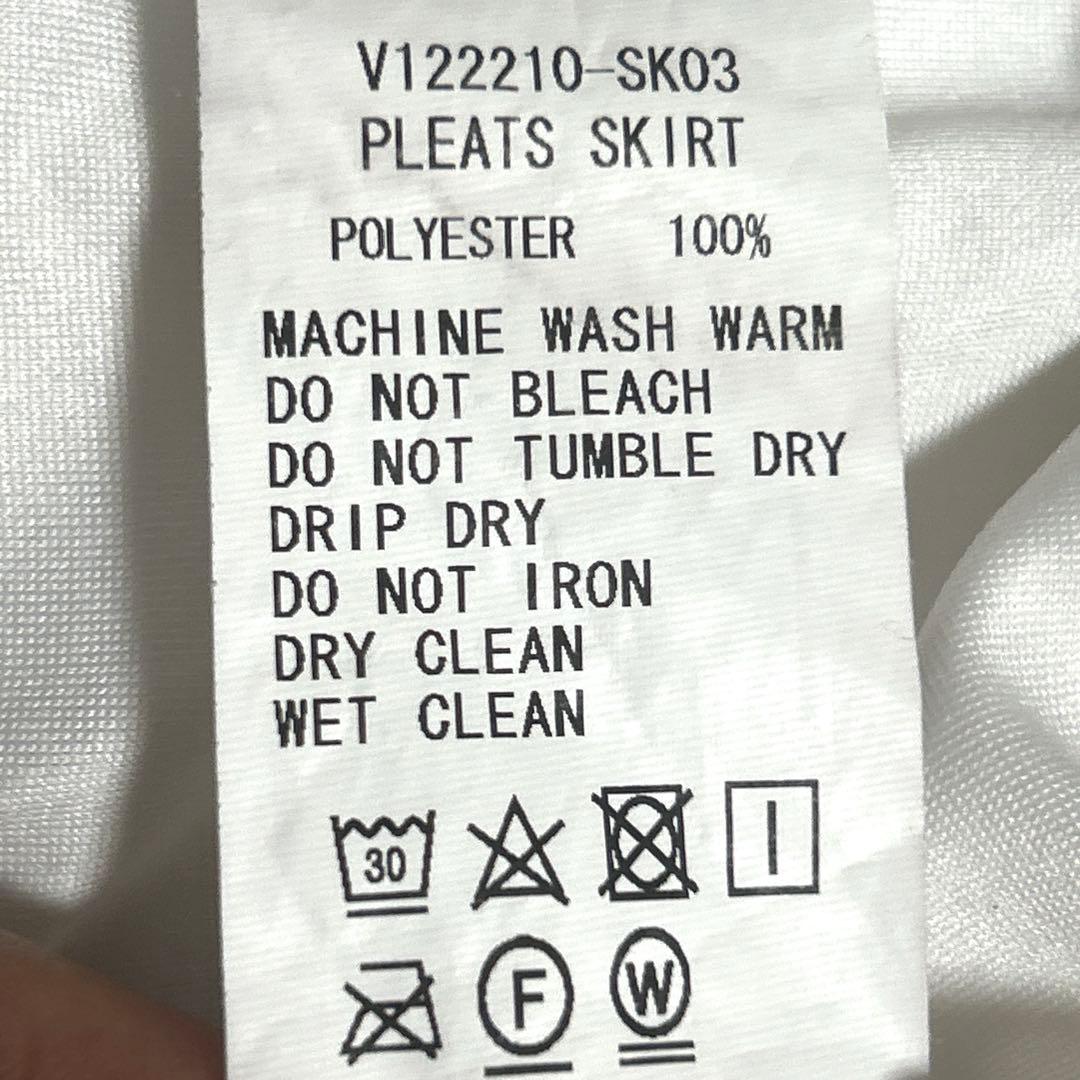 V122210-SK03
PLEATS SKIRT
POLYESTER 100%
MACHINE WASH WARM
DO NOT BLEACH
DO NOT TUMBLE DRY
DRIP DRY
DO NOT IRON
DRY CLEAN
WET CLEAN
30
F W